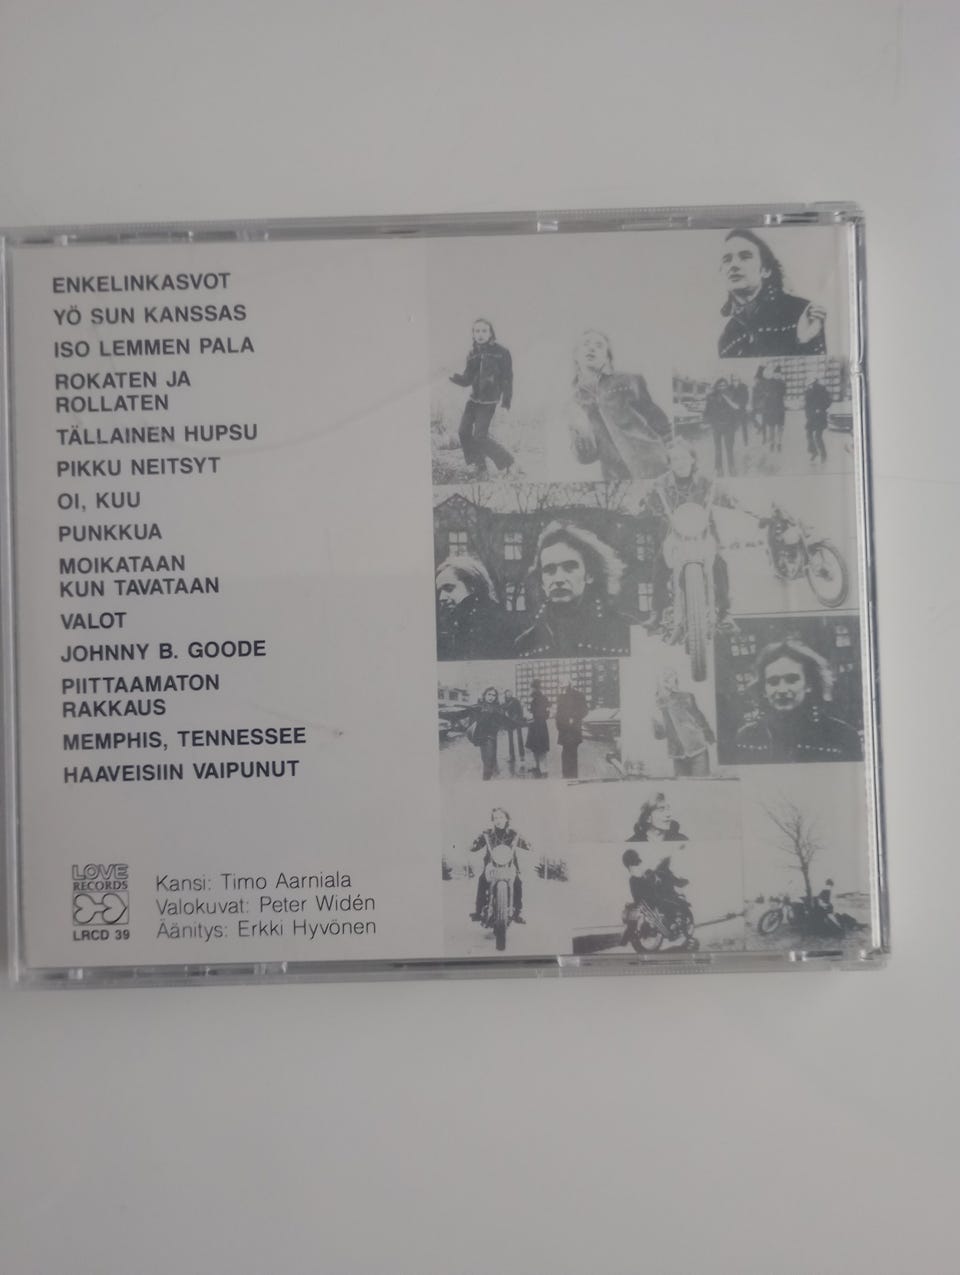 ENKELINKASVOT
YÖ SUN KANSSAS
ISO LEMMEN PALA
ROKATEN JA
ROLLATEN
TÄLLAINEN HUPSU
PIKKU NEITSYT
OI, KUU
PUNKKUA
MOIKATAAN
KUN TAVATAAN
VALOT
JOHNNY B. GOODE
PIITTAAMATON
RAKKAUS
MEMPHIS, TENNESSEE
HAAVEISIIN VAIPUNUT
LOVE
RECORDS
LRCD 39
Kansi: Timo Aarniala
Valokuvat: Peter Widén
Äänitys: Erkki Hyvönen